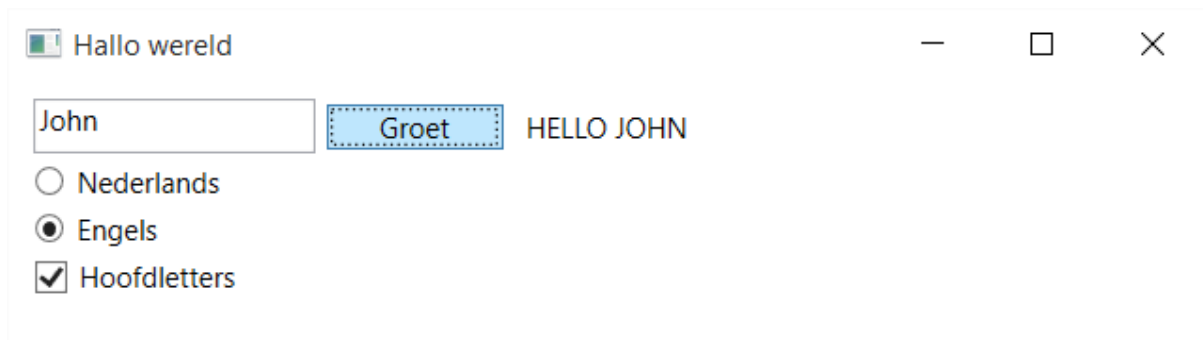 Hallo wereld
John Groet HELLO JOHN
Nederlands
Engels
Hoofdletters